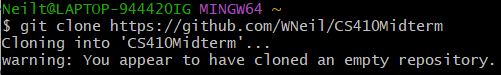 Neilt@LAPTOP-944420IG MINGW64 ~
$ git clone https://github.com/WNeil/CS410Midterm
Cloning into 'CS410Midterm'...
warning: You appear to have cloned an empty repository.